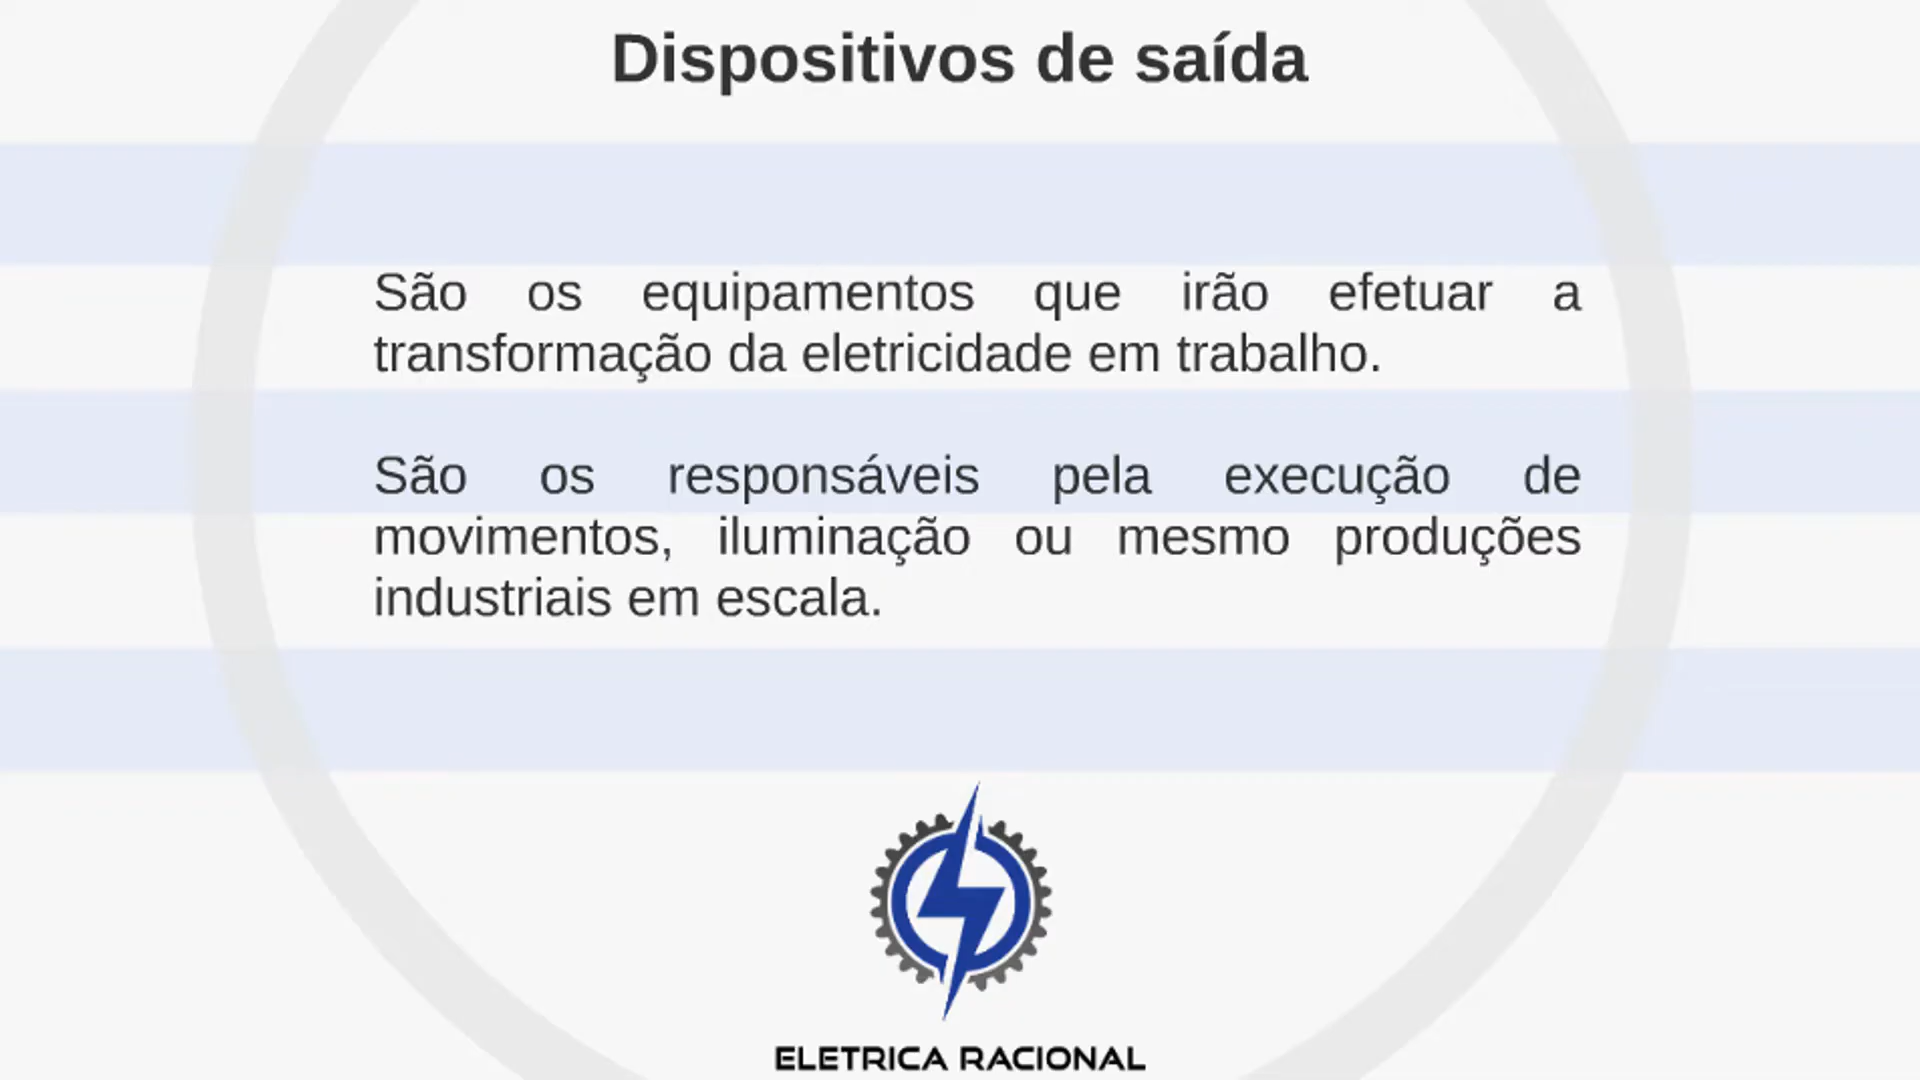 Dispositivos de saída
São os equipamentos que irão efetuar a
transformação da eletricidade em trabalho.
São os responsáveis pela execução de
movimentos, iluminação ou mesmo produções
industriais em escala.
ELETRICA RACIONAL